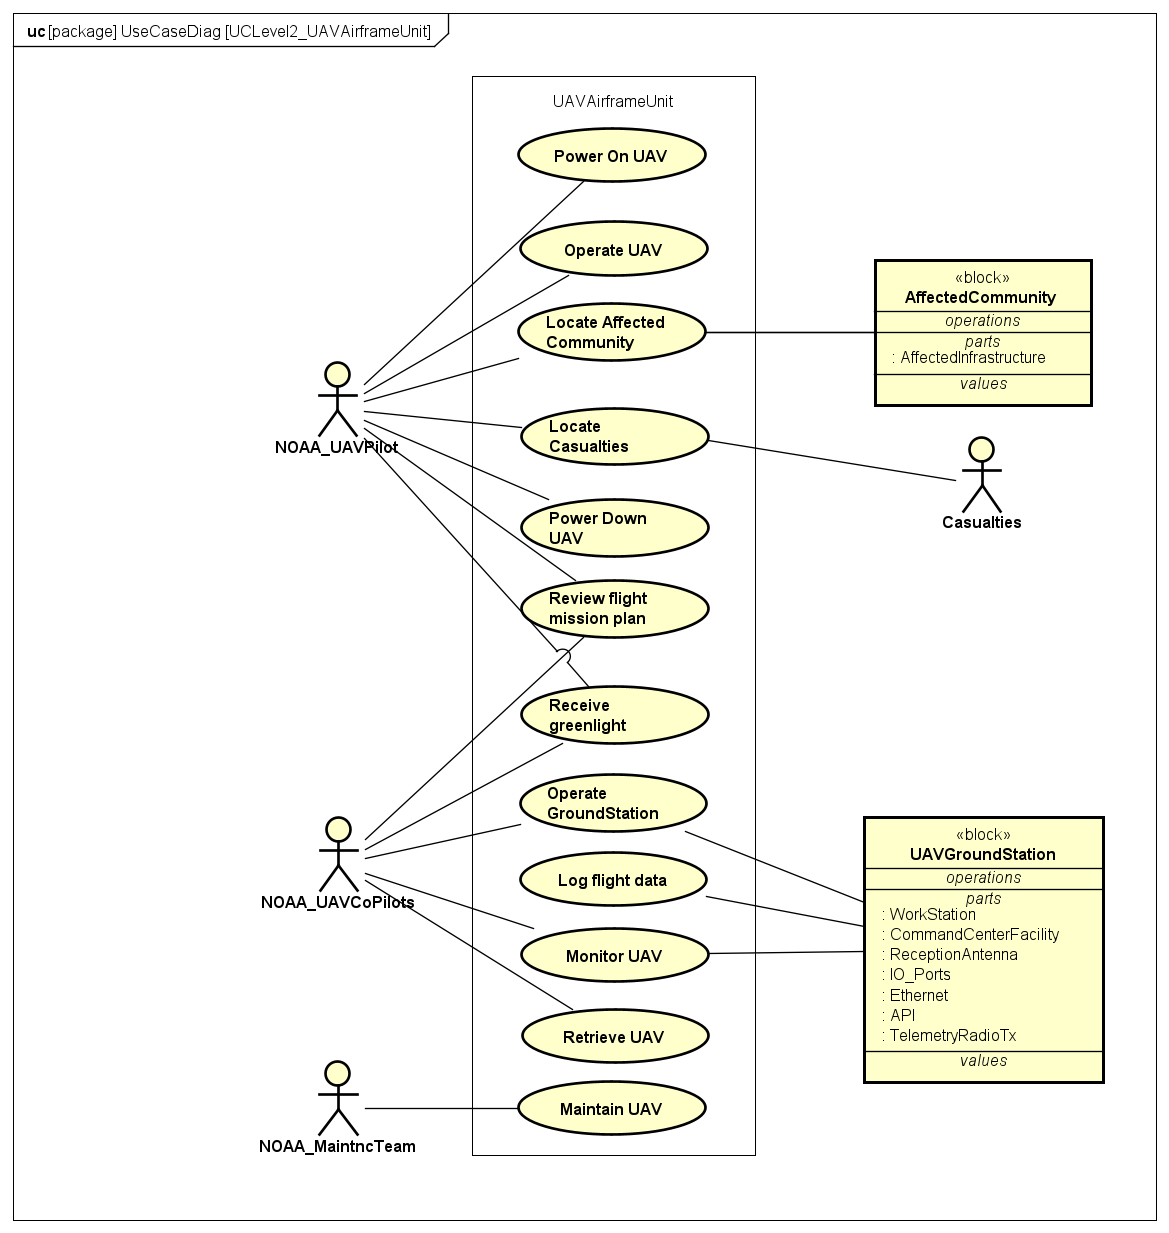 uc [package] UseCaseDiag [UCLevel2_UAVAirframeUnit]
UAVAirframeUnit
Power On UAV
Operate UAV
Locate Affected
Community
Locate
Casualties
Power Down
UAV
Review flight
mission plan
Receive
greenlight
Operate
GroundStation
Log flight data
Monitor UAV
Retrieve UAV
Maintain UAV
NOAA_UAVPilot
NOAA_UAVCoPilots
NOAA_MaintncTeam
«block»
AffectedCommunity
operations
parts
: AffectedInfrastructure
values
Casualties
«block»
UAVGroundStation
operations
parts
: WorkStation
: CommandCenterFacility
: ReceptionAntenna
: IO_Ports
: Ethernet
: API
: TelemetryRadioTx
values